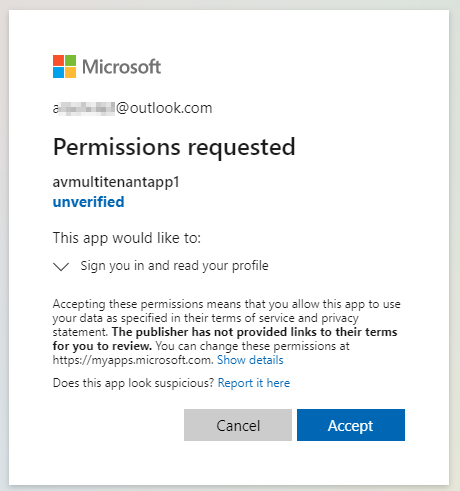 Microsoft
@outlook.com
Permissions requested
avmultitenantapp1
unverified
This app would like to:
Sign you in and read your profile
Accepting these permissions means that you allow this app to use
your data as specified in their terms of service and privacy
statement. The publisher has not provided links to their terms
for you to review. You can change these permissions at
https://myapps.microsoft.com. Show details
Does this app look suspicious? Report it here
Cancel Accept